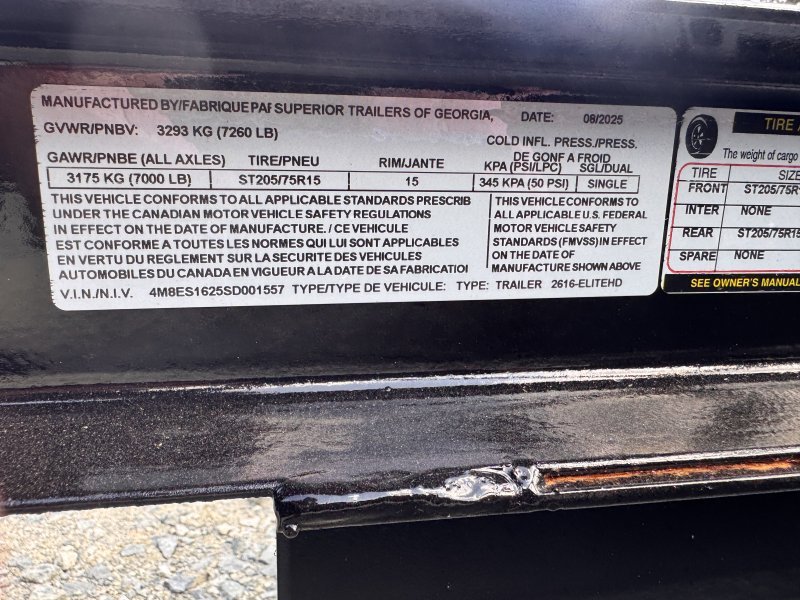 MANUFACTURED BY/FABRIQUE PAR SUPERIOR TRAILERS OF GEORGIA, DATE: 08/2025
GVWR/PNBV: 3293 KG (7260 LB)
COLD INFL. PRESS./PRESS.
DE GONF A FROID
GAWR/PNBE (ALL AXLES) TIRE/PNEU RIM/JANTE KPA (PSI/LPC) SGL/DUAL
3175 KG (7000 LB) ST205/75R15 15 345 KPA (50 PSI) SINGLE
THIS VEHICLE CONFORMS TO ALL APPLICABLE STANDARDS PRESCRIB
UNDER THE CANADIAN MOTOR VEHICLE SAFETY REGULATIONS
IN EFFECT ON THE DATE OF MANUFACTURE. / CE VEHICULE
EST CONFORME A TOUTES LES NORMES QUI LUI SONT APPLICABLES
EN VERTU DU REGLEMENT SUR LA SECURITE DES VEHICULES
AUTOMOBILES DU CANADA EN VIGUEUR A LA DATE DE SA FABRICATIOI
THIS VEHICLE CONFORMS TO
ALL APPLICABLE U.S. FEDERAL
MOTOR VEHICLE SAFETY
STANDARDS (FMVSS) IN EFFECT
ON THE DATE OF
MANUFACTURE SHOWN ABOVE
V.I.N./N.I.V. 4M8ES1625SD001557 TYPE/TYPE DE VEHICULE: TYPE: TRAILER 2616-ELITEHD
TIRE
The weight of cargo
TIRE SIZE
FRONT ST205/75R
INTER NONE
REAR ST205/75R15
SPARE NONE
SEE OWNER'S MANUAL